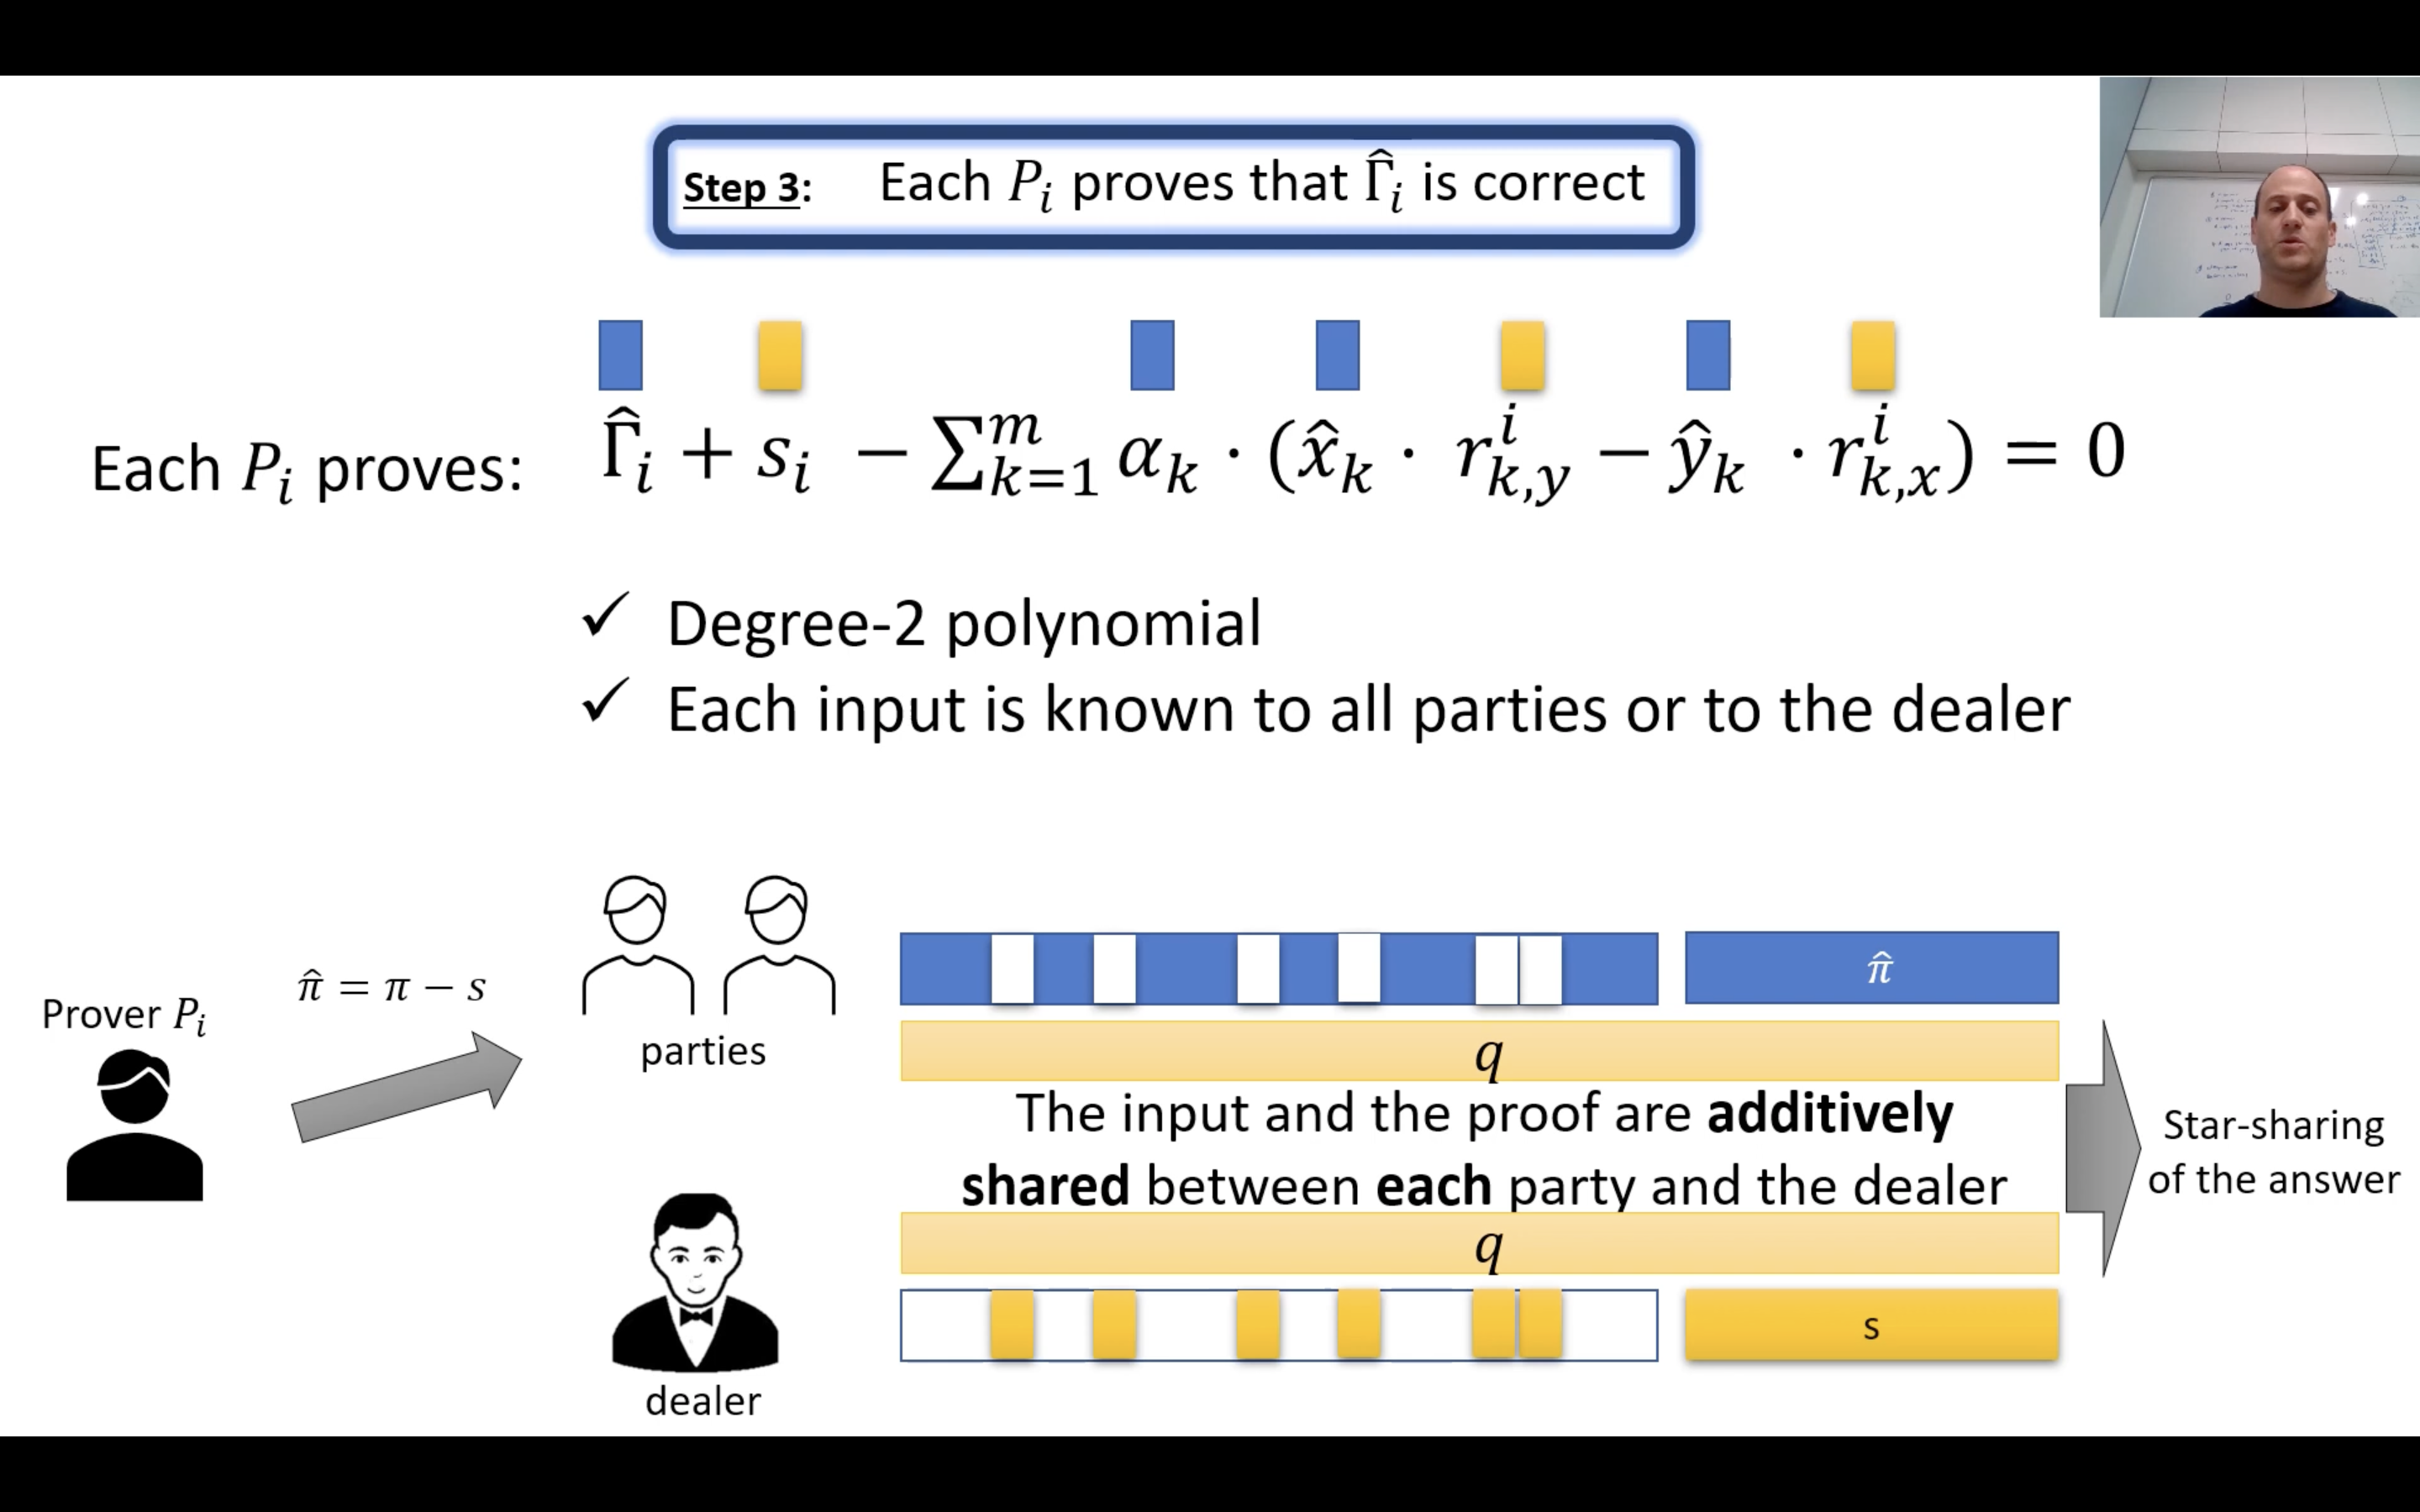 Step 3: Each P_i proves that Γ̂_i is correct
Each P_i proves: Γ̂_i + s_i − ∑_{k=1}^{m} α_k · (x̂_k · r^i_{k,y} − ŷ_k · r^i_{k,x}) = 0
✓ Degree-2 polynomial
✓ Each input is known to all parties or to the dealer
Prover P_i
π̂ = π − s
parties
π̂
q
The input and the proof are additively
shared between each party and the dealer
q
s
dealer
Star-sharing
of the answer